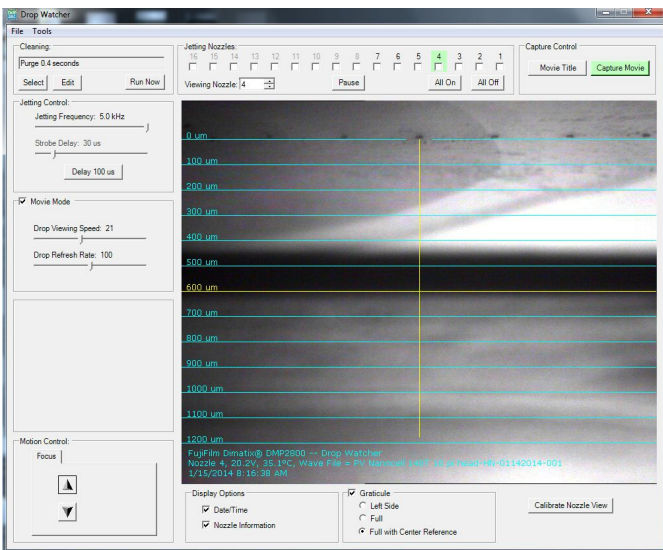 Drop Watcher
File Tools
Cleaning:
Purge 0.4 seconds
Select Edit Run Now
Jetting Nozzles:
16 15 14 13 12 11 10 9 8 7 6 5 4 3 2 1
Viewing Nozzle: 4 Pause All On All Off
Capture Control
Movie Title Capture Movie
Jetting Control:
Jetting Frequency: 5.0 kHz
Strobe Delay: 30 us
Delay 100 us
Movie Mode
Drop Viewing Speed: 21
Drop Refresh Rate: 100
0 um
100 um
200 um
300 um
400 um
500 um
600 um
700 um
800 um
900 um
1000 um
1100 um
1200 um
FujiFilm Dimatix® DMP2800 -- Drop Watcher
Nozzle 4, 20.2V, 35.1ºC, Wave File = PV
1/15/2014 8:16:38 AM
Motion Control:
Focus
Display Options
Date/Time
Nozzle Information
Graticule
Left Side
Full
Full with Center Reference
Calibrate Nozzle View